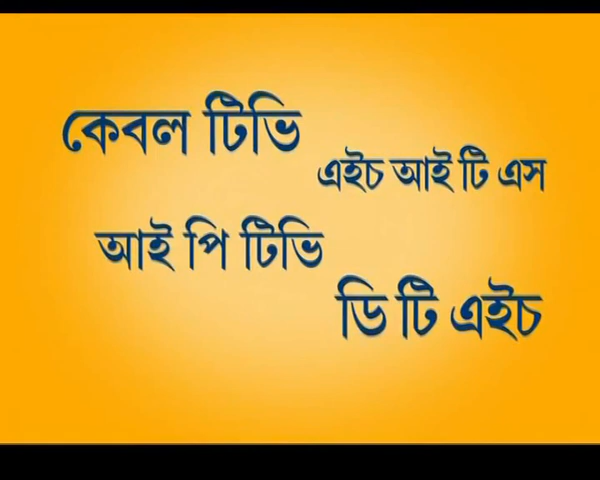 কেবল টিভি
এইচ আই টি এস
আই পি টিভি
ডি টি এইচ